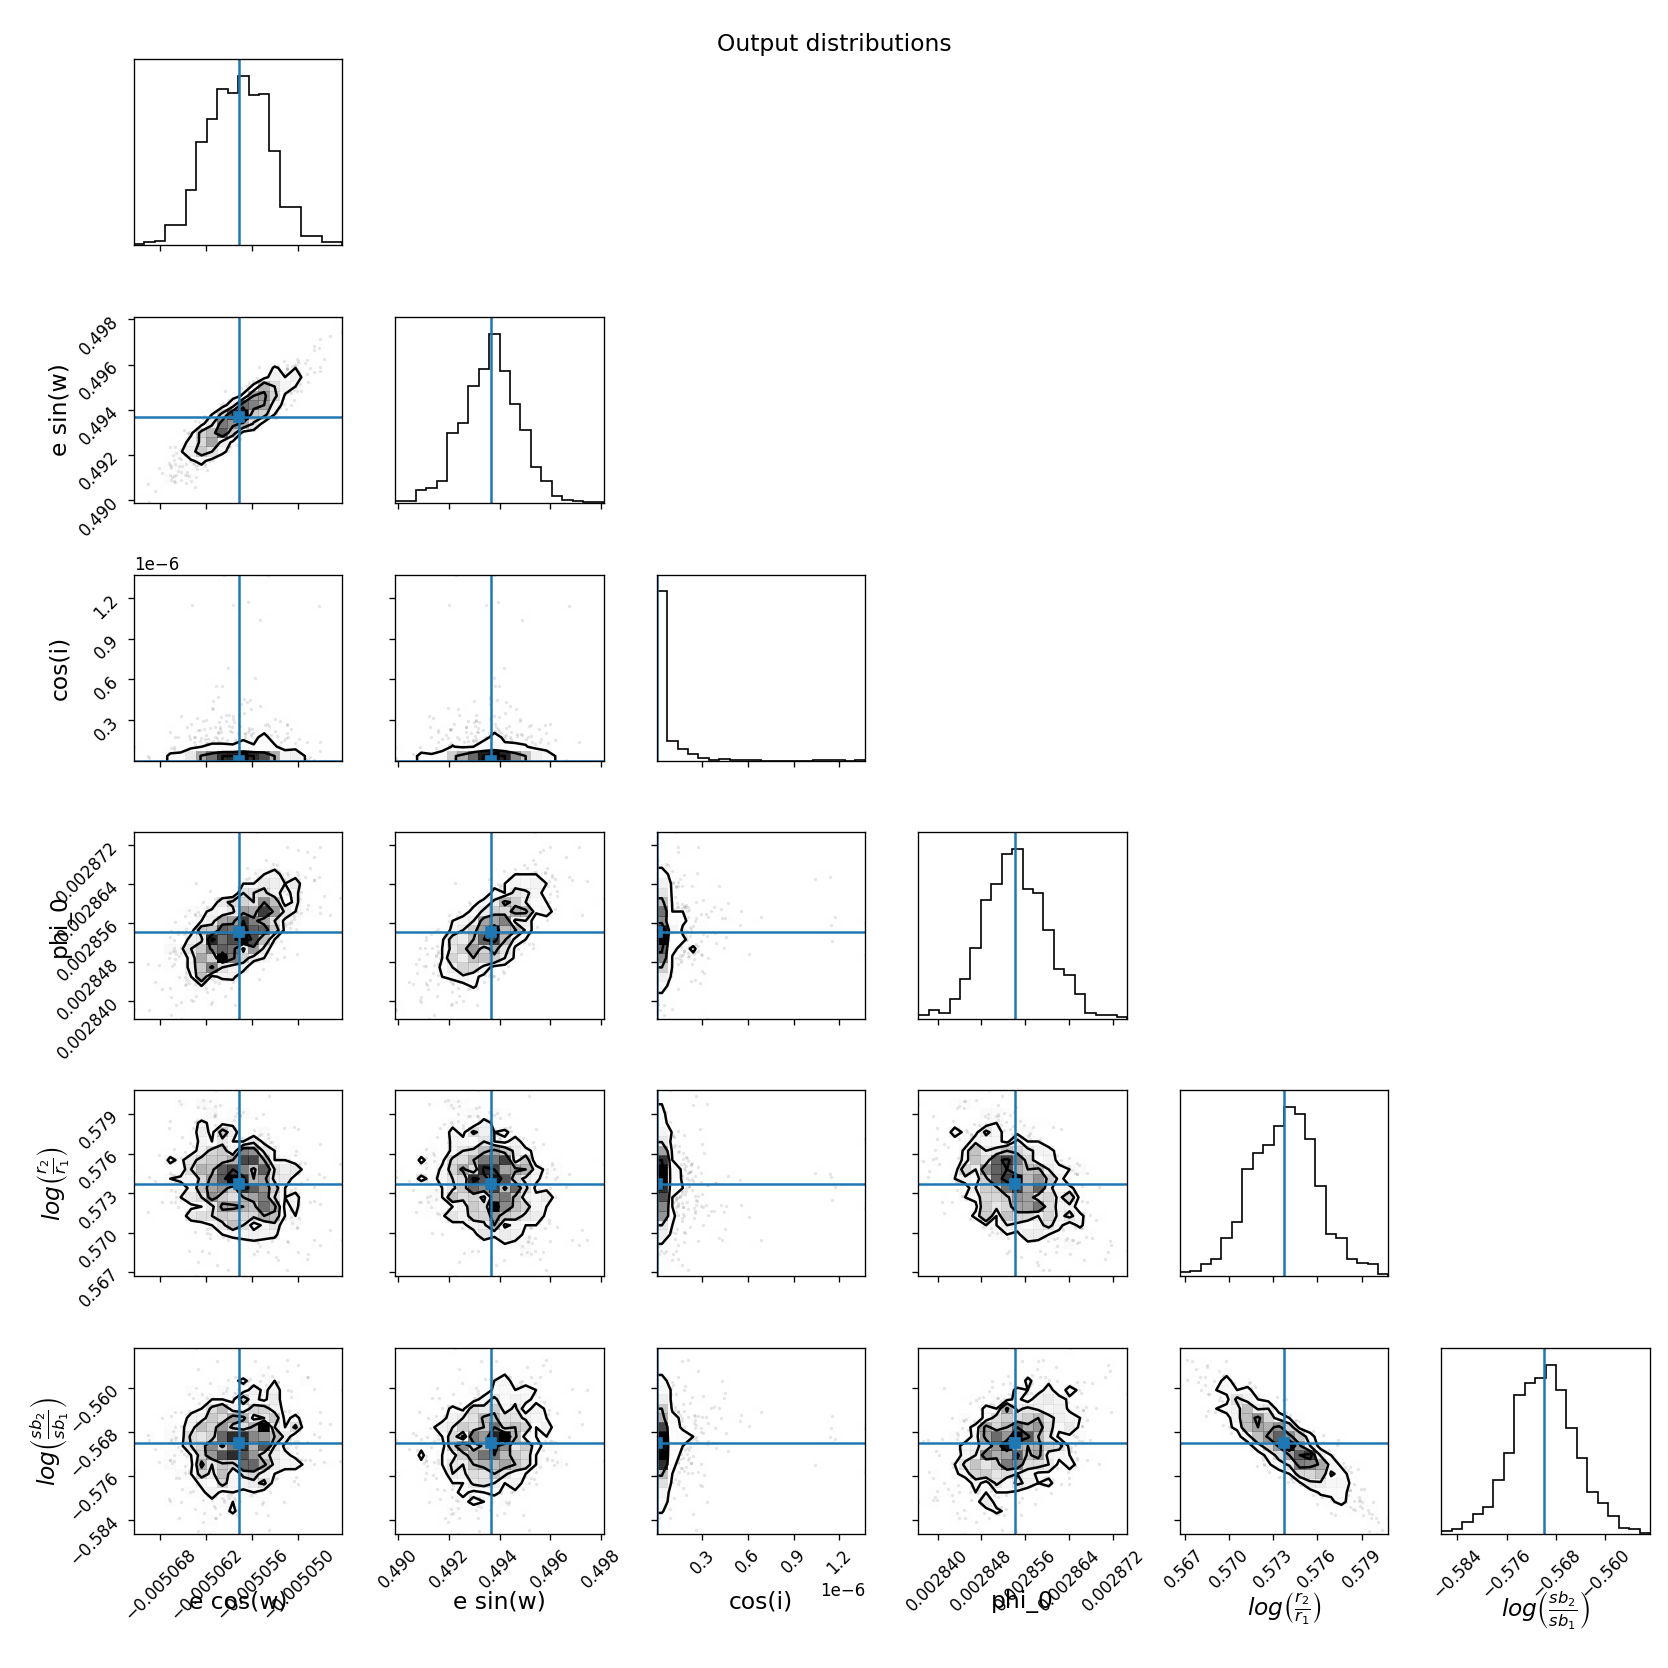 Output distributions
0.498
0.496
0.494
0.492
0.490
e sin(w)
1e−6
1.2
0.9
0.6
0.3
cos(i)
0.002872
0.002864
0.002856
0.002848
0.002840
phi_0
0.579
0.576
0.573
0.570
0.567
log(r2/r1)
−0.560
−0.568
−0.576
−0.584
log(sb2/sb1)
−0.005068 −0.005062 −0.005056 −0.005050
e cos(w)
0.490 0.492 0.494 0.496 0.498
e sin(w)
0.3 0.6 0.9 1.2
1e−6
cos(i)
0.002840 0.002848 0.002856 0.002864 0.002872
phi_0
0.567 0.570 0.573 0.576 0.579
log(r2/r1)
−0.584 −0.576 −0.568 −0.560
log(sb2/sb1)